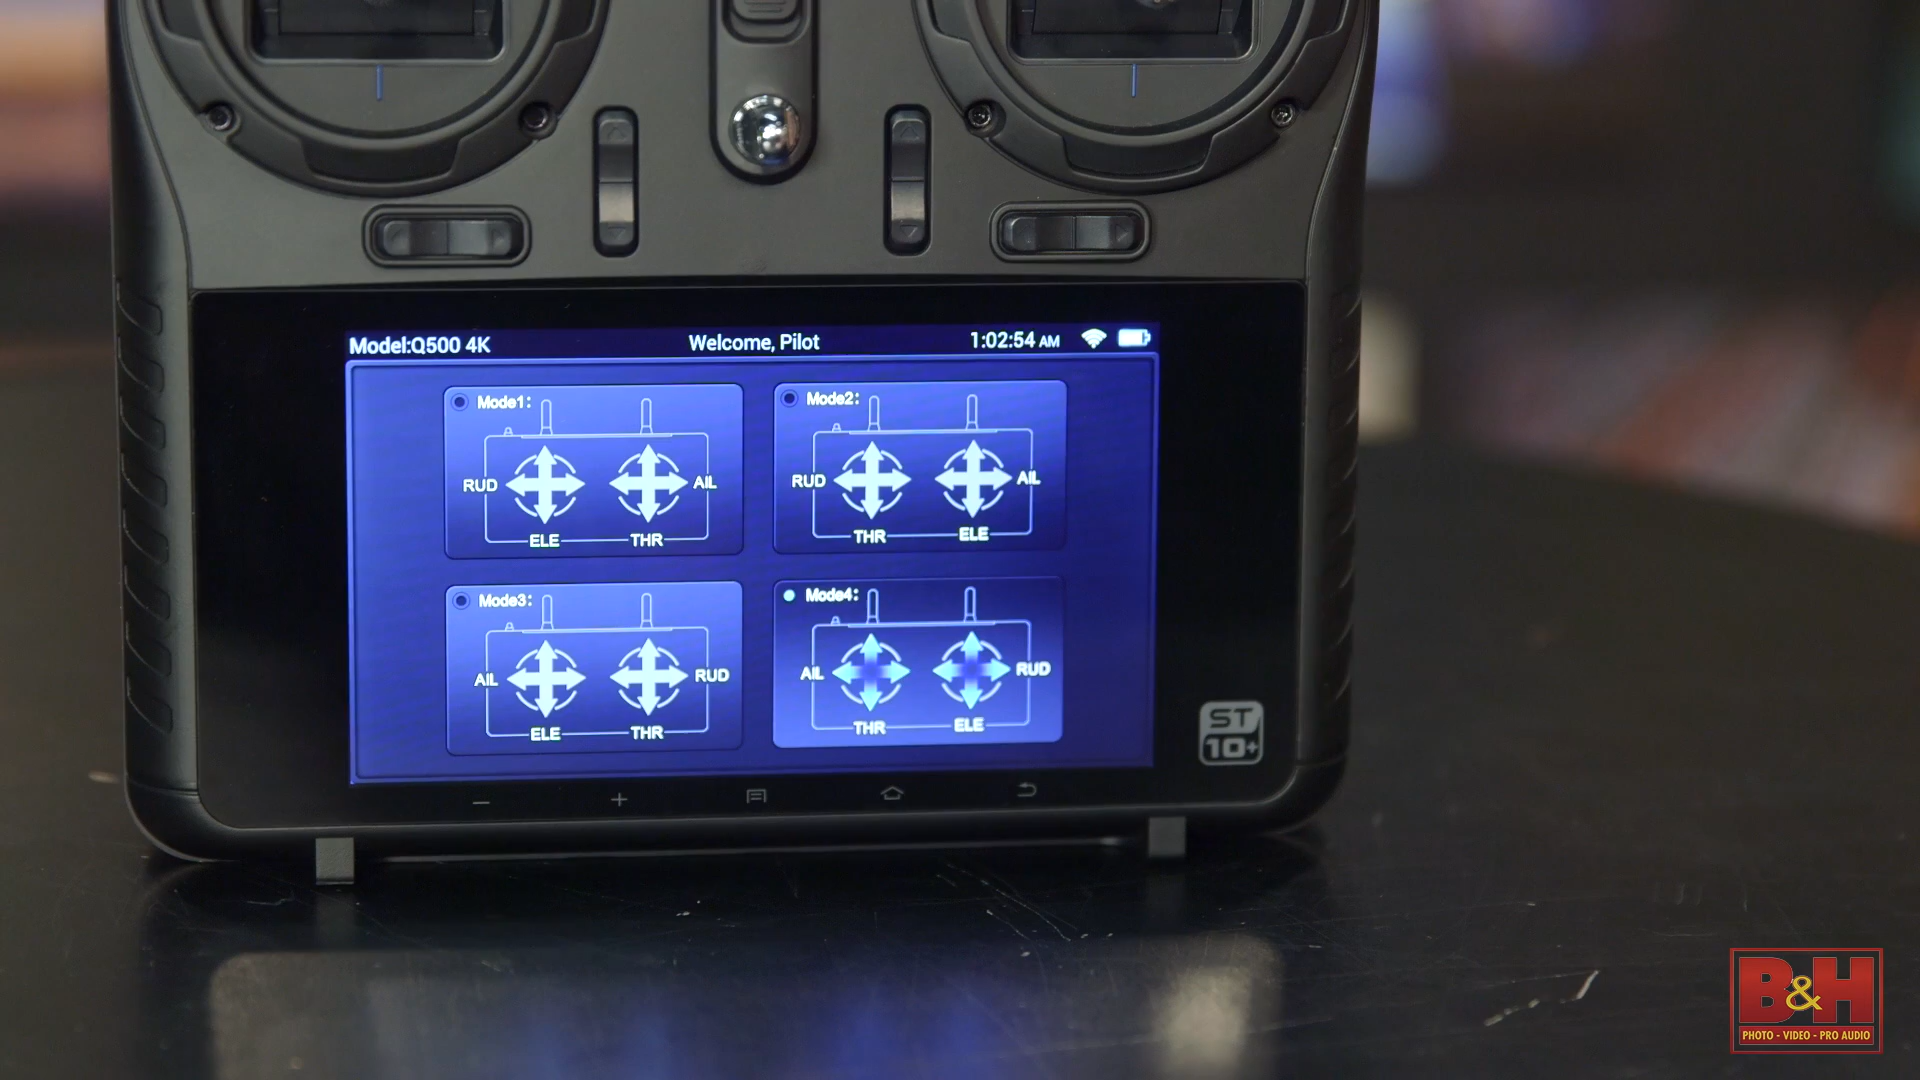 Model:Q500 4K Welcome, Pilot 1:02:54 AM
Mode1:
RUD AIL
ELE THR
Mode2:
RUD AIL
THR ELE
Mode3:
AIL RUD
ELE THR
Mode4:
AIL RUD
THR ELE
ST
10+
B&H
PHOTO - VIDEO - PRO AUDIO